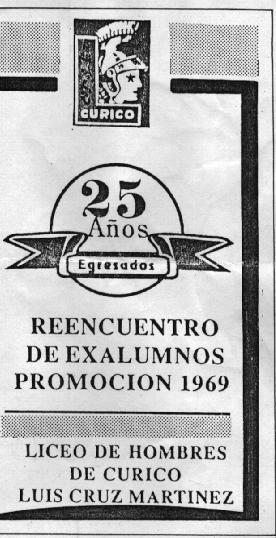 CURICO
25
Años
Egresados
REENCUENTRO
DE EXALUMNOS
PROMOCION 1969
LICEO DE HOMBRES
DE CURICO
LUIS CRUZ MARTINEZ